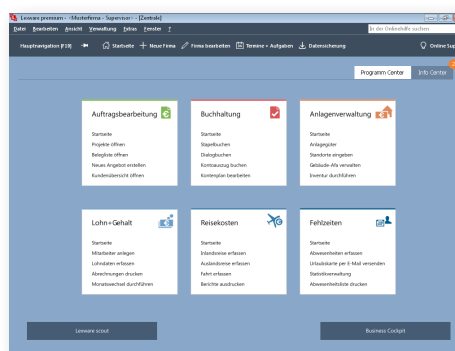 Lexware premium - <Musterfirma - Supervisor> - [Zentrale]
Datei Bearbeiten Ansicht Verwaltung Extras Fenster ?
In der Onlinehilfe suchen
Hauptnavigation [F10] Startseite Neue Firma Firma bearbeiten Termine + Aufgaben Datensicherung Online Sup
Programm Center Info Center
Auftragsbearbeitung Buchhaltung Anlagenverwaltung
Startseite Startseite Startseite
Projekte öffnen Stapelbuchen Anlagegüter
Belegliste öffnen Dialogbuchen Standorte eingeben
Neues Angebot erstellen Kontoauszug buchen Gebäude-Afa verwalten
Kundenübersicht öffnen Kontenplan bearbeiten Inventur durchführen
Lohn+Gehalt Reisekosten Fehlzeiten
Startseite Startseite Startseite
Mitarbeiter anlegen Inlandsreise erfassen Abwesenheiten erfassen
Lohndaten erfassen Auslandsreise erfassen Urlaubskarte per E-Mail versenden
Abrechnungen drucken Fahrt erfassen Statistikverwaltung
Monatswechsel durchführen Berichte ausdrucken Abwesenheitsliste drucken
Lexware scout Business Cockpit